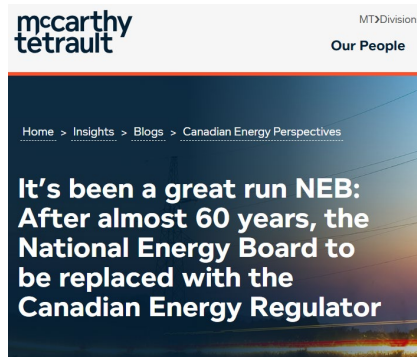 mccarthy
tetrault
MT>Division
Our People
Home > Insights > Blogs > Canadian Energy Perspectives
It's been a great run NEB:
After almost 60 years, the
National Energy Board to
be replaced with the
Canadian Energy Regulator